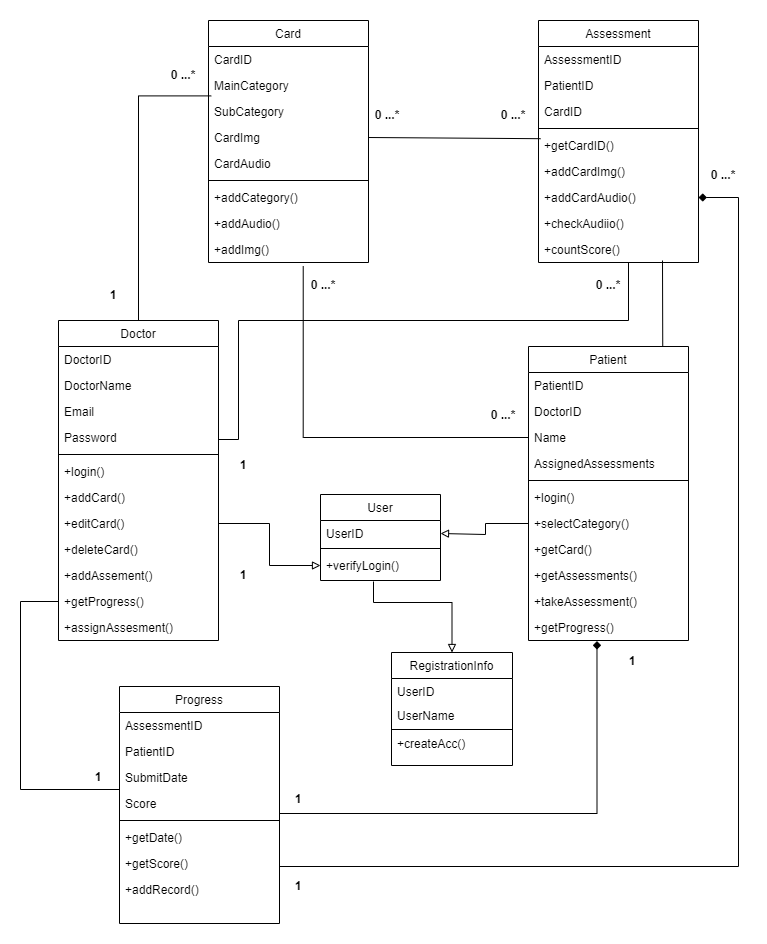 Card
CardID
MainCategory
SubCategory
CardImg
CardAudio
+addCategory()
+addAudio()
+addImg()
Assessment
AssessmentID
PatientID
CardID
+getCardID()
+addCardImg()
+addCardAudio()
+checkAudiio()
+countScore()
0 ...*
0 ...*
0 ...*
0 ...*
1
0 ...*
0 ...*
Doctor
DoctorID
DoctorName
Email
Password
+login()
+addCard()
+editCard()
+deleteCard()
+addAssement()
+getProgress()
+assignAssesment()
Patient
PatientID
DoctorID
Name
AssignedAssessments
+login()
+selectCategory()
+getCard()
+getAssessments()
+takeAssessment()
+getProgress()
0 ...*
1
User
UserID
+verifyLogin()
1
1
RegistrationInfo
UserID
UserName
+createAcc()
Progress
AssessmentID
PatientID
SubmitDate
Score
+getDate()
+getScore()
+addRecord()
1
1
1